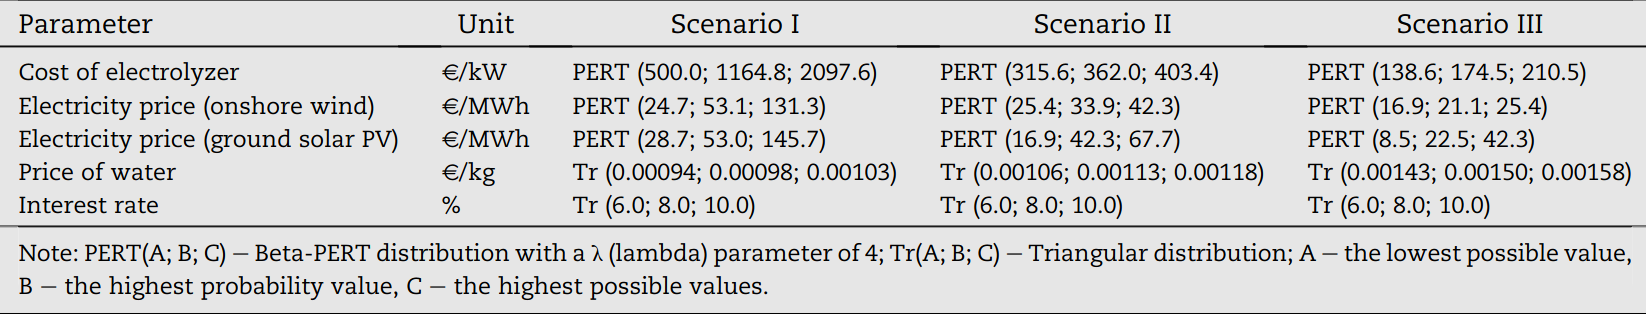 Parameter Unit Scenario I Scenario II Scenario III
Cost of electrolyzer €/kW PERT (500.0; 1164.8; 2097.6) PERT (315.6; 362.0; 403.4) PERT (138.6; 174.5; 210.5)
Electricity price (onshore wind) €/MWh PERT (24.7; 53.1; 131.3) PERT (25.4; 33.9; 42.3) PERT (16.9; 21.1; 25.4)
Electricity price (ground solar PV) €/MWh PERT (28.7; 53.0; 145.7) PERT (16.9; 42.3; 67.7) PERT (8.5; 22.5; 42.3)
Price of water €/kg Tr (0.00094; 0.00098; 0.00103) Tr (0.00106; 0.00113; 0.00118) Tr (0.00143; 0.00150; 0.00158)
Interest rate % Tr (6.0; 8.0; 10.0) Tr (6.0; 8.0; 10.0) Tr (6.0; 8.0; 10.0)
Note: PERT(A; B; C) – Beta-PERT distribution with a λ (lambda) parameter of 4; Tr(A; B; C) – Triangular distribution; A – the lowest possible value,
B – the highest probability value, C – the highest possible values.